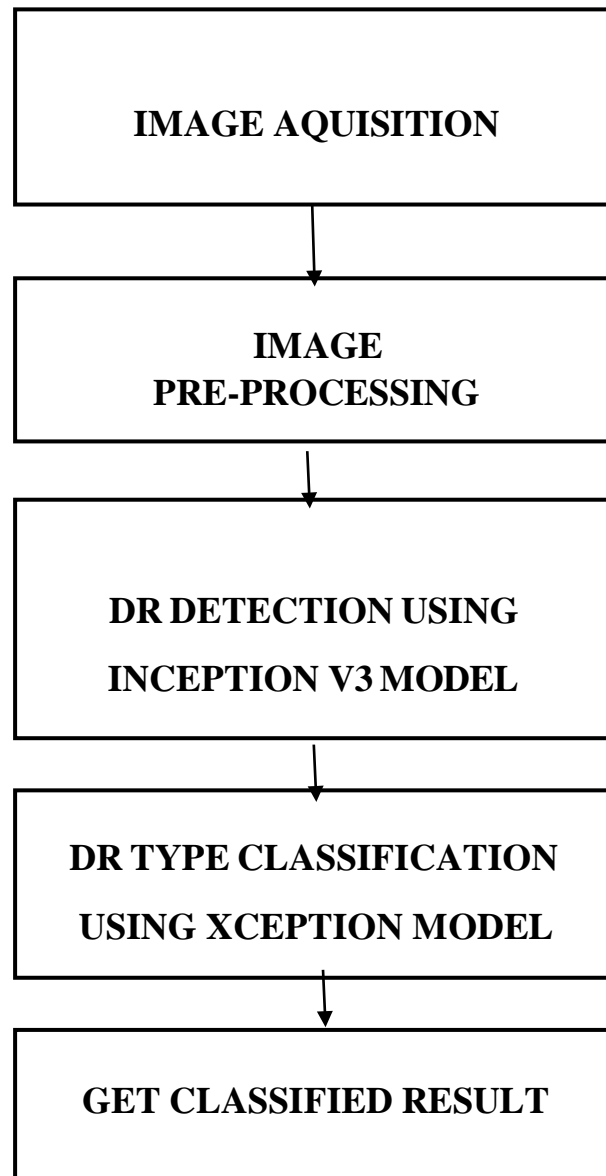 IMAGE AQUISITION
IMAGE
PRE-PROCESSING
DR DETECTION USING
INCEPTION V3 MODEL
DR TYPE CLASSIFICATION
USING XCEPTION MODEL
GET CLASSIFIED RESULT